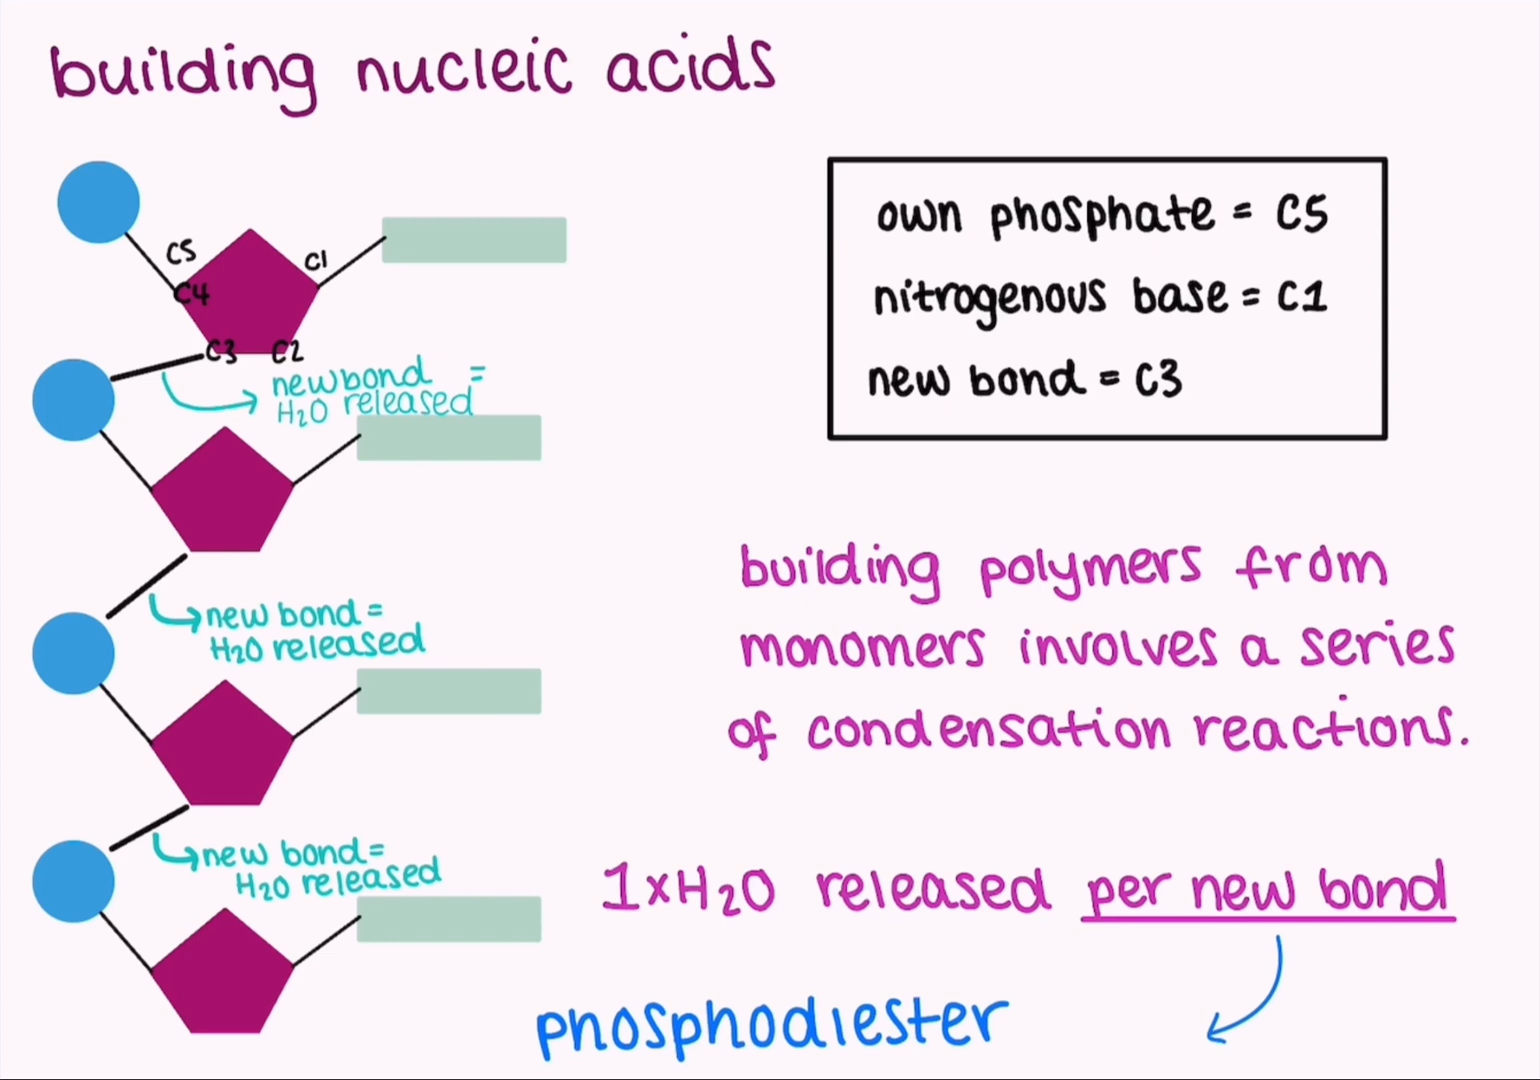 building nucleic acids
C5
C1
C4
C3 C2
new bond =
H₂O released
new bond =
H₂O released
new bond =
H₂O released
own phosphate = C5
nitrogenous base = C1
new bond = C3
building polymers from
monomers involves a series
of condensation reactions.
1xH₂O released per new bond
phosphodiester